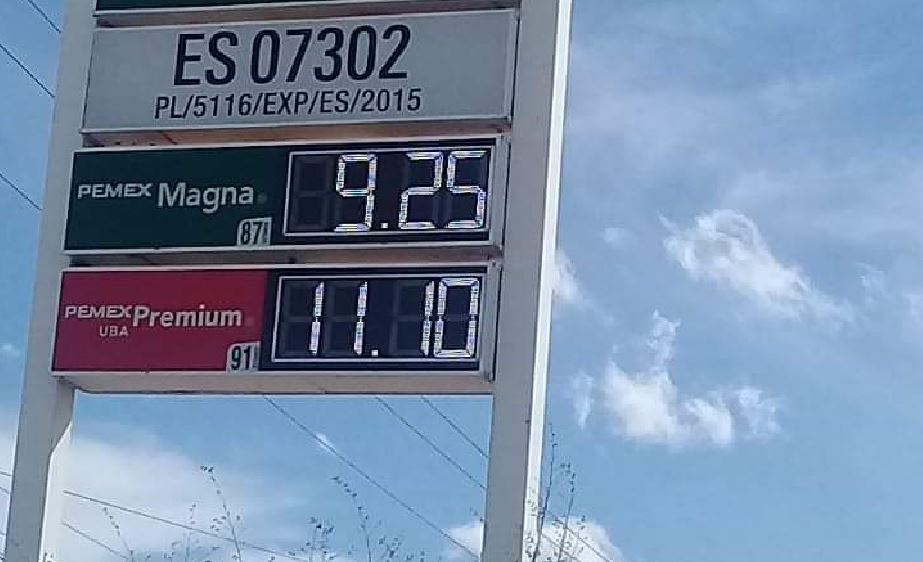 ES 07302
PL/5116/EXP/ES/2015
PEMEX Magna 9.25
87
PEMEX Premium 11.10
UBA
91